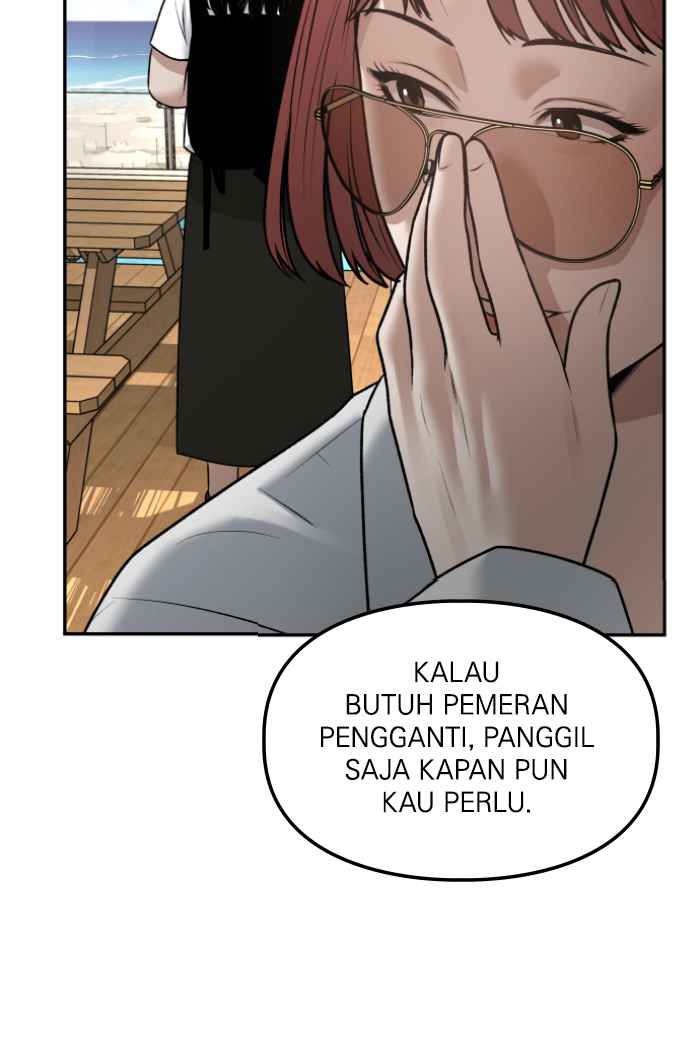 KALAU
BUTUH PEMERAN
PENGGANTI, PANGGIL
SAJA KAPAN PUN
KAU PERLU.